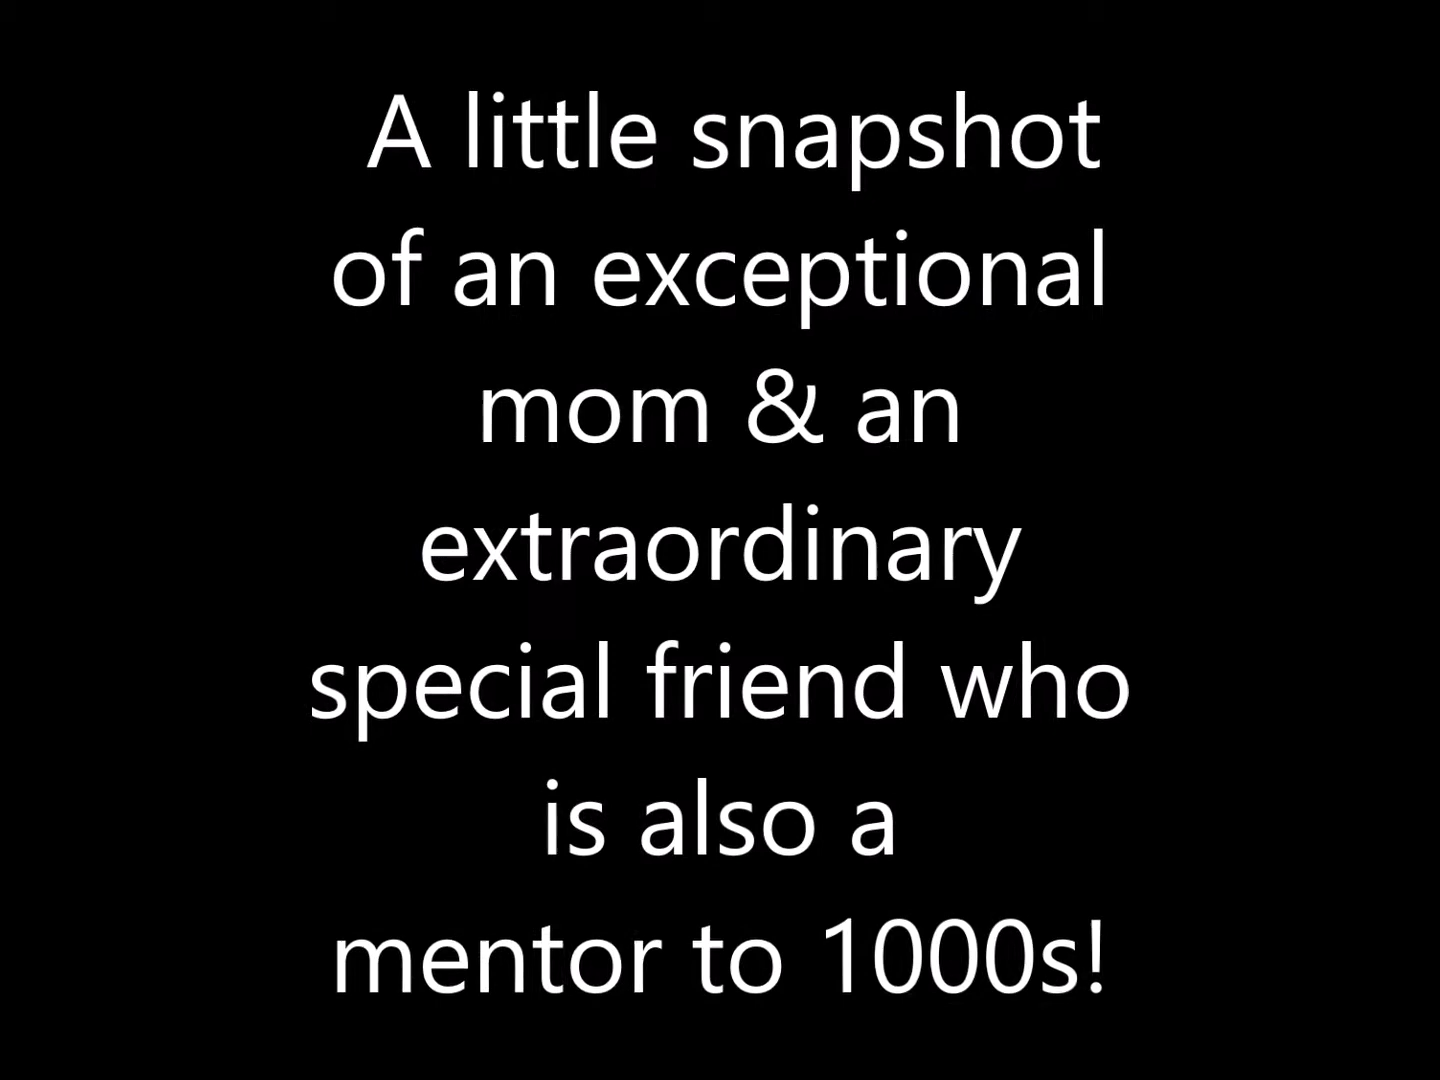 A little snapshot
of an exceptional
mom & an
extraordinary
special friend who
is also a
mentor to 1000s!